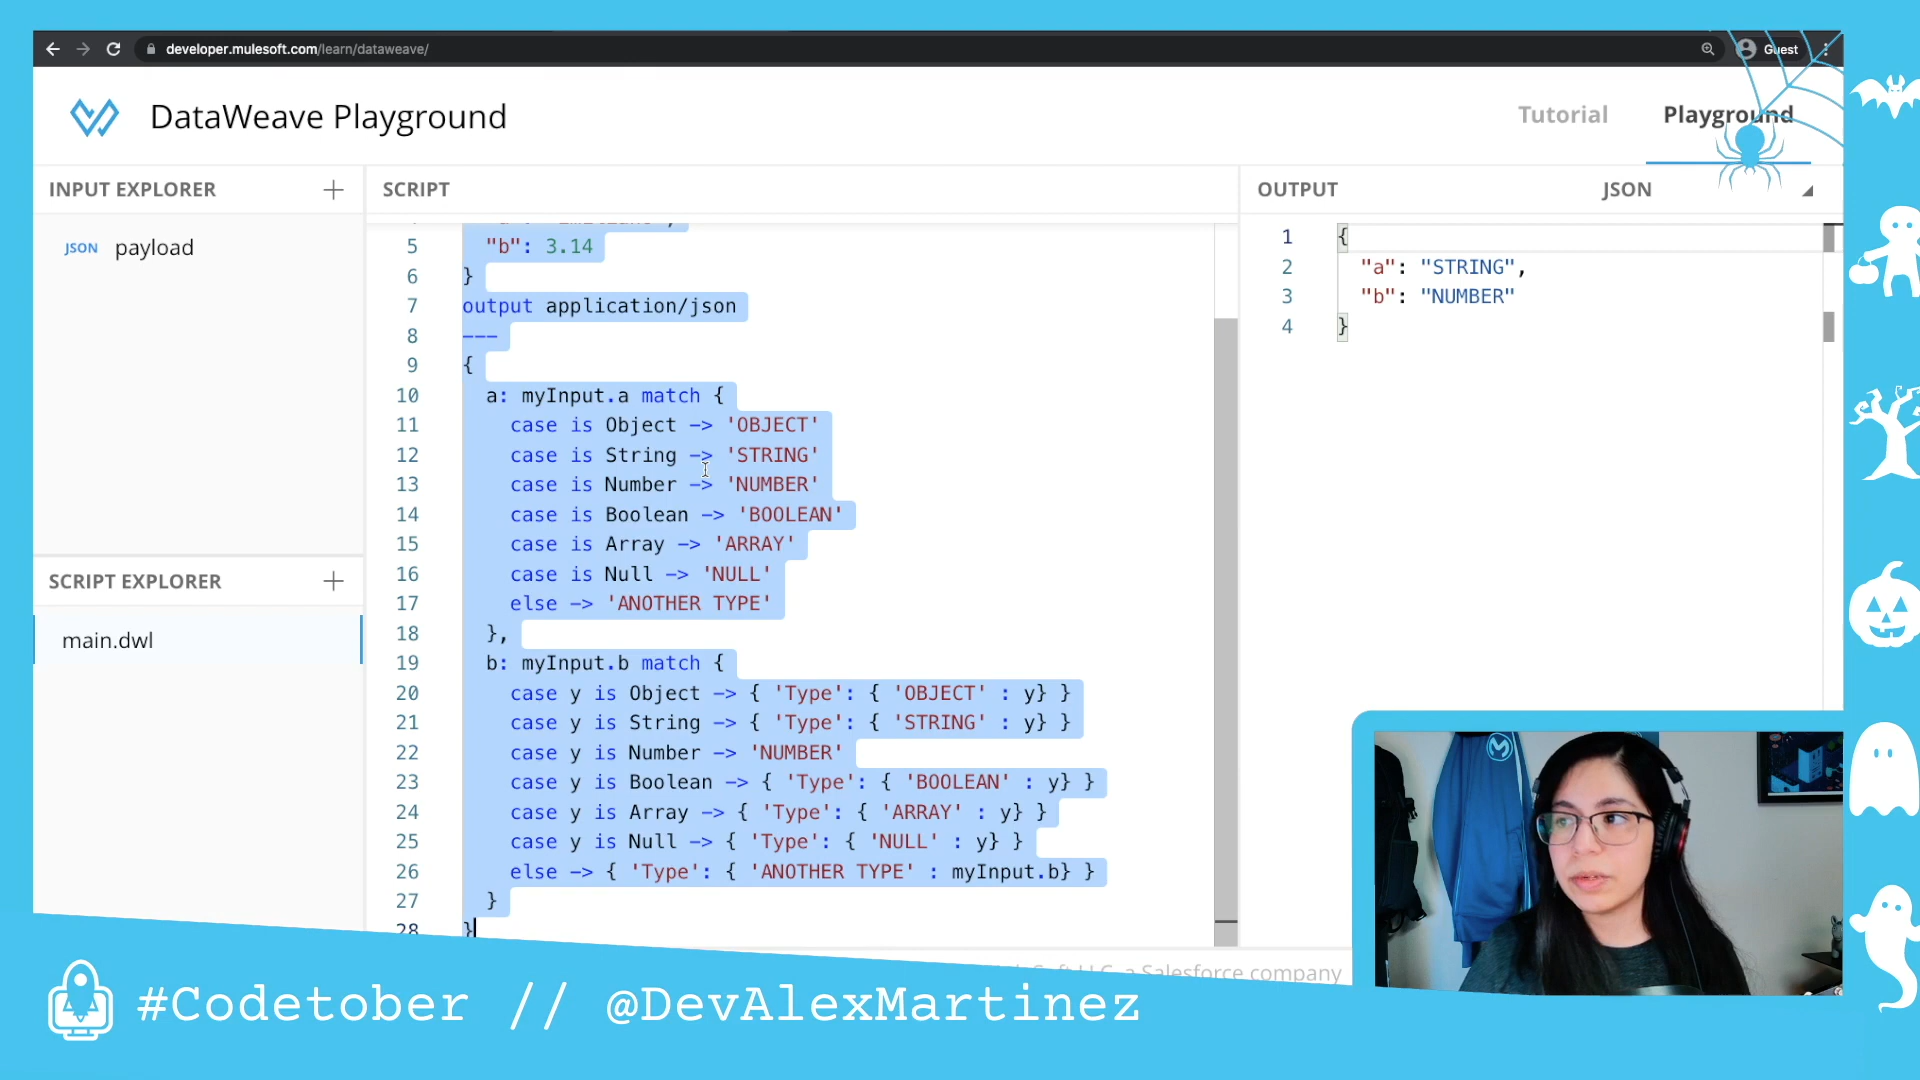 developer.mulesoft.com/learn/dataweave/
Guest
DataWeave Playground
Tutorial
Playground
INPUT EXPLORER
JSON payload
SCRIPT EXPLORER
main.dwl
SCRIPT
5 "b": 3.14
6 }
7 output application/json
8 ---
9 {
10 a: myInput.a match {
11 case is Object -> 'OBJECT'
12 case is String -> 'STRING'
13 case is Number -> 'NUMBER'
14 case is Boolean -> 'BOOLEAN'
15 case is Array -> 'ARRAY'
16 case is Null -> 'NULL'
17 else -> 'ANOTHER TYPE'
18 },
19 b: myInput.b match {
20 case y is Object -> { 'Type': { 'OBJECT' : y} }
21 case y is String -> { 'Type': { 'STRING' : y} }
22 case y is Number -> 'NUMBER'
23 case y is Boolean -> { 'Type': { 'BOOLEAN' : y} }
24 case y is Array -> { 'Type': { 'ARRAY' : y} }
25 case y is Null -> { 'Type': { 'NULL' : y} }
26 else -> { 'Type': { 'ANOTHER TYPE' : myInput.b} }
27 }
28 }
OUTPUT
JSON
1 {
2 "a": "STRING",
3 "b": "NUMBER"
4 }
LLC, a Salesforce company
#Codetober // @DevAlexMartinez